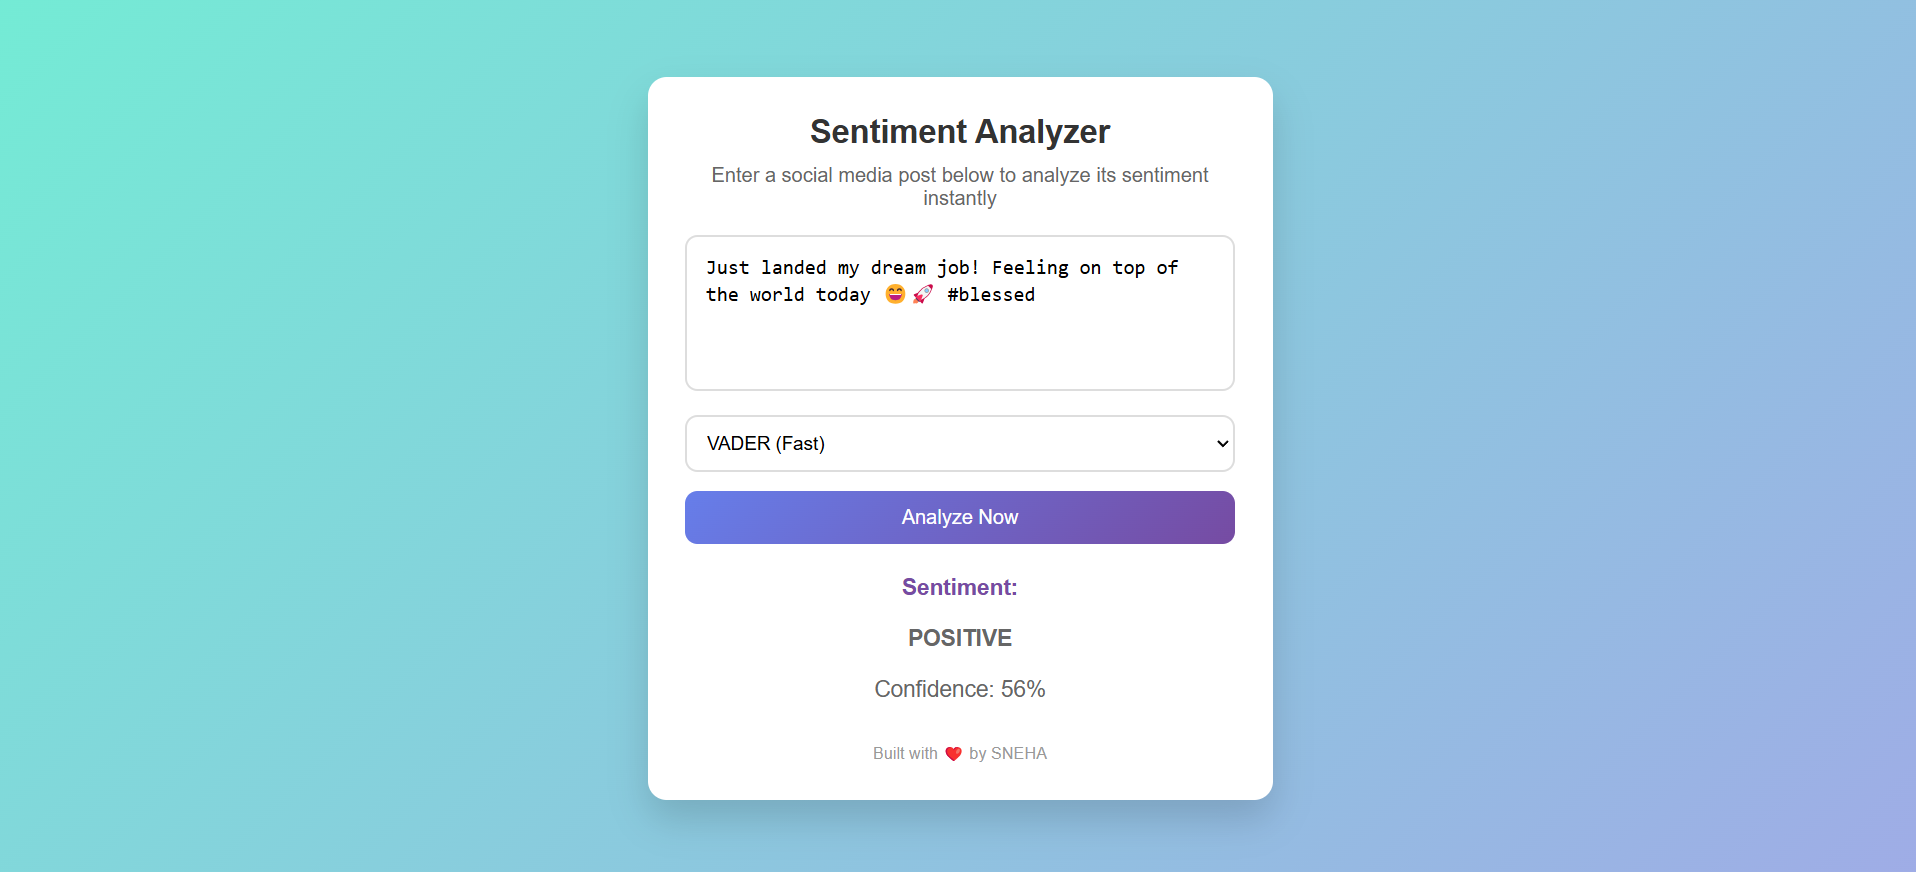 Sentiment Analyzer
Enter a social media post below to analyze its sentiment
instantly
Just landed my dream job! Feeling on top of
the world today 😄🚀 #blessed
VADER (Fast)
Analyze Now
Sentiment:
POSITIVE
Confidence: 56%
Built with ❤️ by SNEHA